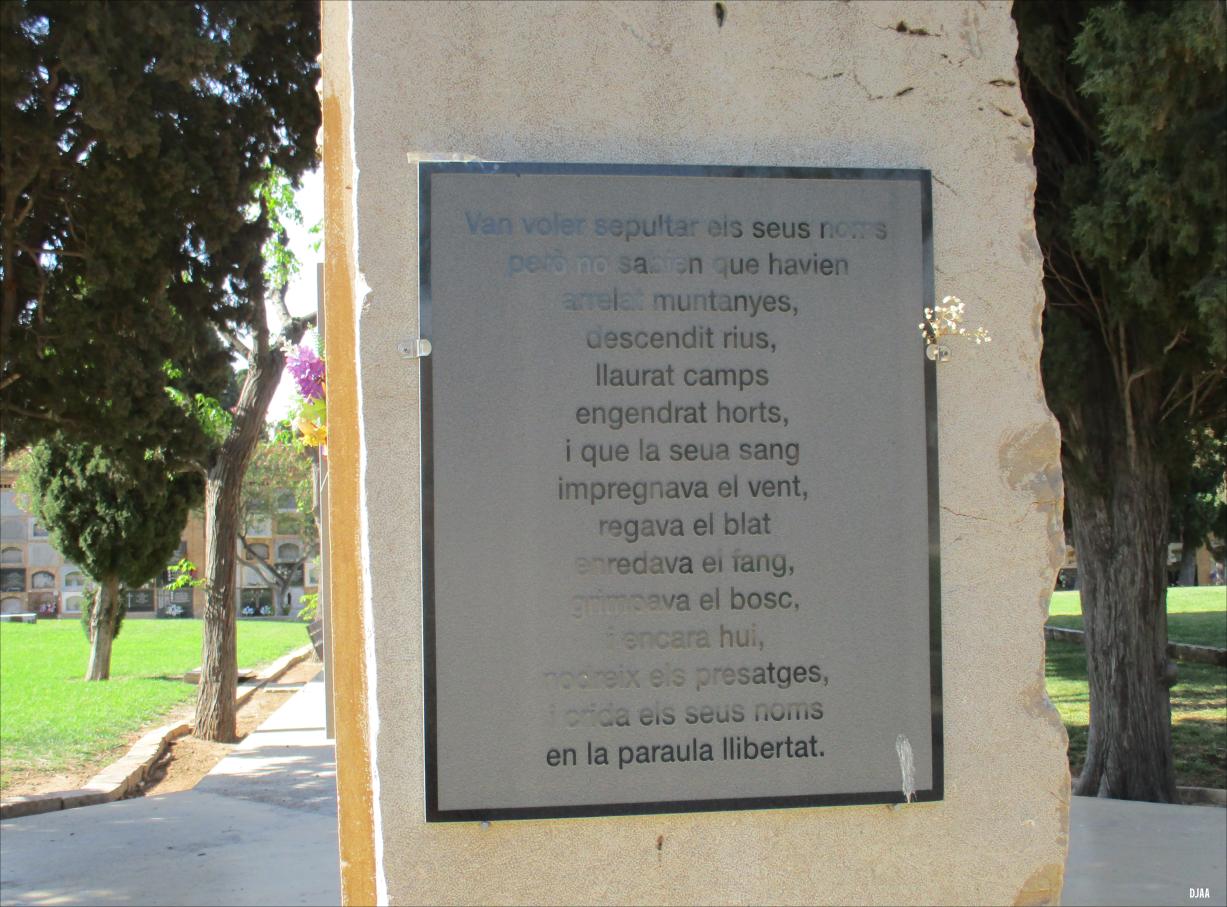 Van voler sepultar els seus noms
però no sabien que havien
arrelat muntanyes,
descendit rius,
llaurat camps
engendrat horts,
i que la seua sang
impregnava el vent,
regava el blat
enredava el fang,
grimpava el bosc,
i encara hui,
nodreix els presatges,
i crida els seus noms
en la paraula llibertat.
DJAA